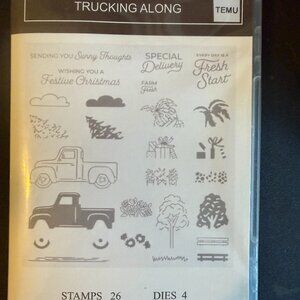 TRUCKING ALONG
TEMU
SENDING YOU Sunny Thoughts
WISHING YOU A
Festive Christmas
SPECIAL
Delivery
FARM
Fresh
EVERY DAY IS A
Fresh
Start
STAMPS 26 DIES 4